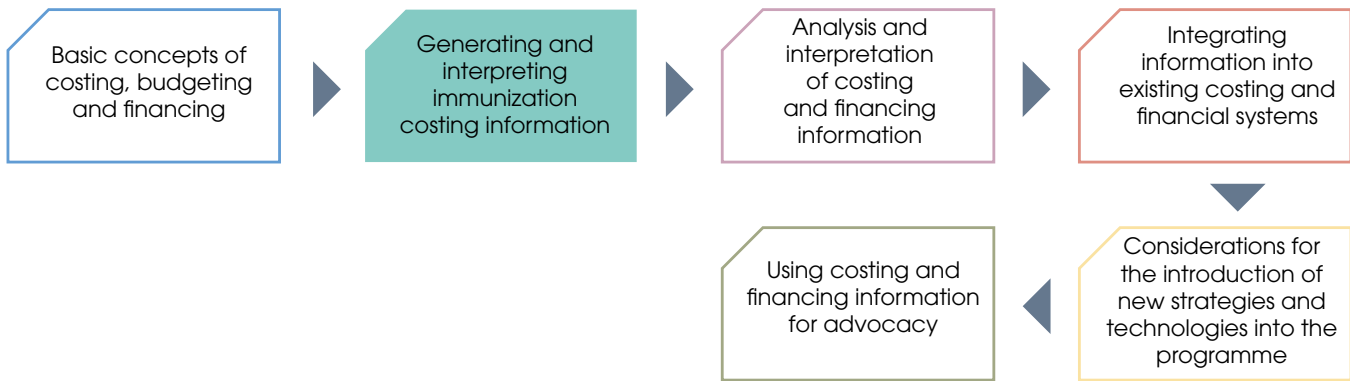 Basic concepts of
costing, budgeting
and financing
Generating and
interpreting
immunization
costing information
Analysis and
interpretation
of costing
and financing
information
Integrating
information into
existing costing and
financial systems
Considerations for
the introduction of
new strategies and
technologies into the
programme
Using costing and
financing information
for advocacy